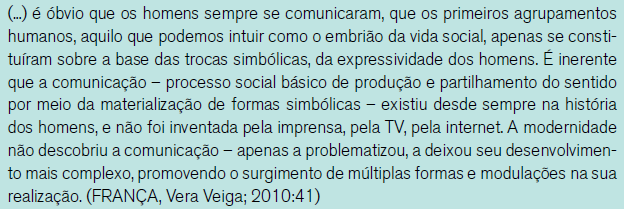 (...) é óbvio que os homens sempre se comunicaram, que os primeiros agrupamentos
humanos, aquilo que podemos intuir como o embrião da vida social, apenas se consti-
tuíram sobre a base das trocas simbólicas, da expressividade dos homens. É inerente
que a comunicação – processo social básico de produção e partilhamento do sentido
por meio da materialização de formas simbólicas – existiu desde sempre na história
dos homens, e não foi inventada pela imprensa, pela TV, pela internet. A modernidade
não descobriu a comunicação – apenas a problematizou, a deixou seu desenvolvimen-
to mais complexo, promovendo o surgimento de múltiplas formas e modulações na sua
realização. (FRANÇA, Vera Veiga; 2010:41)